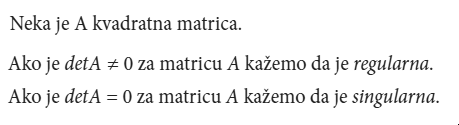 Neka je A kvadratna matrica.
Ako je detA ≠ 0 za matricu A kažemo da je regularna.
Ako je detA = 0 za matricu A kažemo da je singularna.